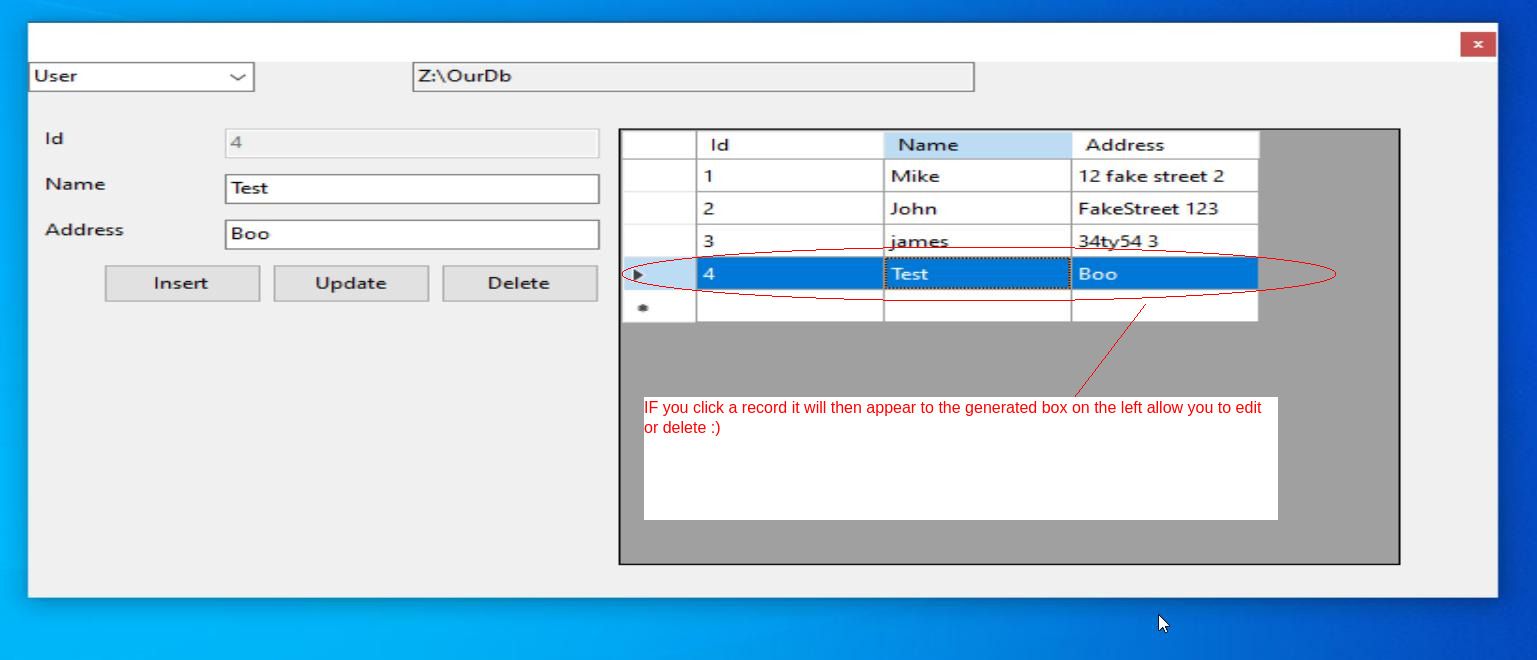 x
User Z:\OurDb
Id 4
Name Test
Address Boo
Insert Update Delete
Id Name Address
1 Mike 12 fake street 2
2 John FakeStreet 123
3 james 34ty54 3
4 Test Boo
IF you click a record it will then appear to the generated box on the left allow you to edit
or delete :)